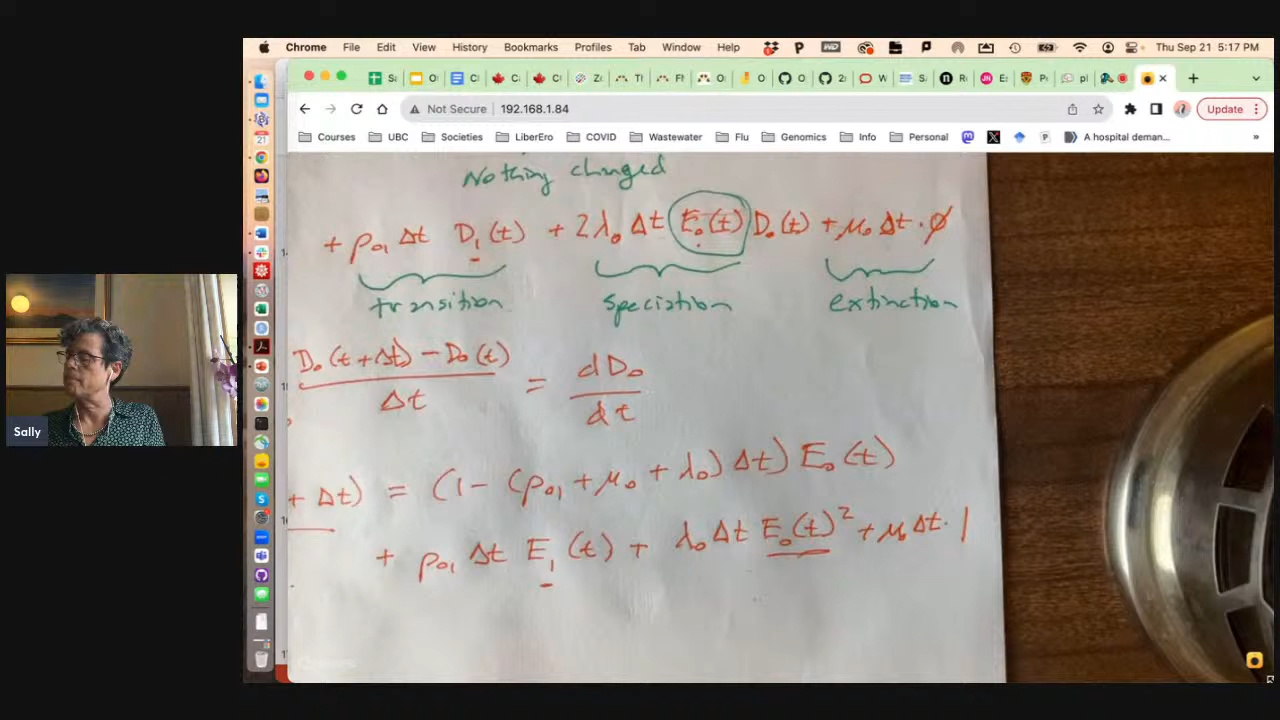 Chrome File Edit View History Bookmarks Profiles Tab Window Help Thu Sep 21 5:17 PM
Not Secure 192.168.1.84 Update
Courses UBC Societies LiberEro COVID Wastewater Flu Genomics Info Personal A hospital deman...
Nothing changed
+ ρ₀₁ Δt D₁(t) + 2λ₀ Δt E₀(t) D₀(t) + μ₀ Δt · ∅
transition speciation extinction
D₀(t+Δt) − D₀(t) / Δt = dD₀ / dt
+ Δt) = (1 − (ρ₀₁ + μ₀ + λ₀) Δt) E₀(t)
+ ρ₀₁ Δt E₁(t) + λ₀ Δt E₀(t)² + μ₀ Δt · 1
Sally